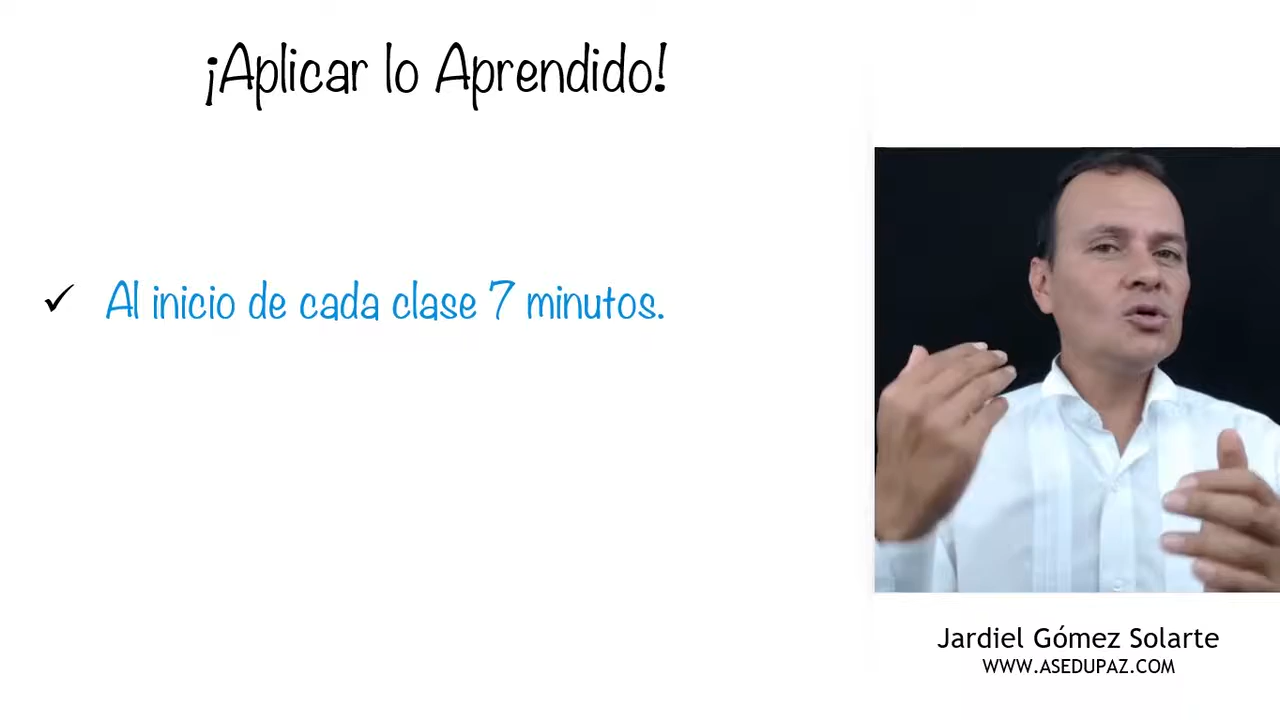 ¡Aplicar lo Aprendido!
✓ Al inicio de cada clase 7 minutos.
Jardiel Gómez Solarte
WWW.ASEDUPAZ.COM